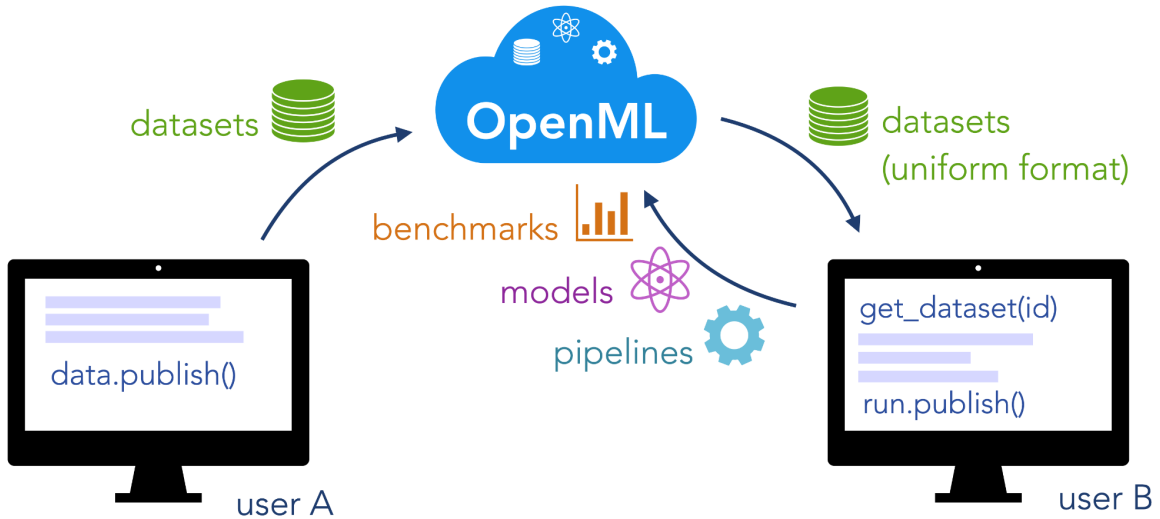 OpenML
datasets
datasets
(uniform format)
benchmarks
models
pipelines
data.publish()
get_dataset(id)
run.publish()
user A
user B